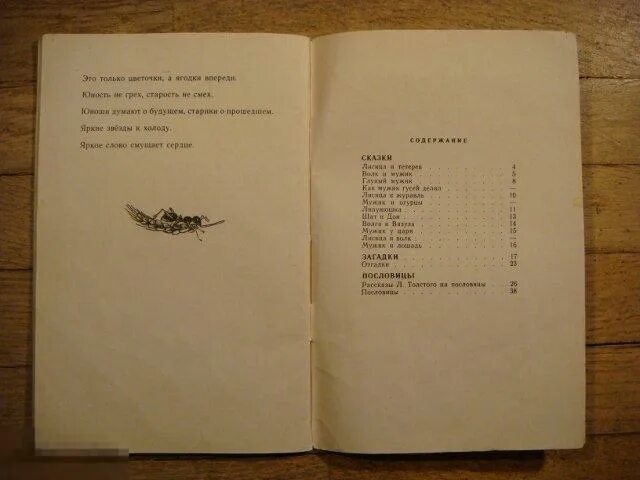 Это только цветочки, а ягодки впереди.
Юность не грех, старость не смех.
Юноши думают о будущем, старики о прошедшем.
Яркие звёзды к холоду.
Яркое слово смущает сердце.
СОДЕРЖАНИЕ
СКАЗКИ
Лисица и тетерев . . . . . . . . 4
Волк и мужик . . . . . . . . 5
Глупый мужик . . . . . . . . 8
Как мужик гусей делил . . . . . . . . —
Лисица и журавль . . . . . . . . 10
Мужик и огурцы . . . . . . . . —
Липунюшка . . . . . . . . 11
Шат и Дон . . . . . . . . 13
Волга и Вазуза . . . . . . . . 14
Мужик у царя . . . . . . . . 15
Лисица и волк . . . . . . . . —
Мужик и лошадь . . . . . . . . 16
ЗАГАДКИ . . . . . . . . 17
Отгадки . . . . . . . . 23
ПОСЛОВИЦЫ
Рассказы Л. Толстого на пословицы . . . 26
Пословицы . . . . . . . . 38